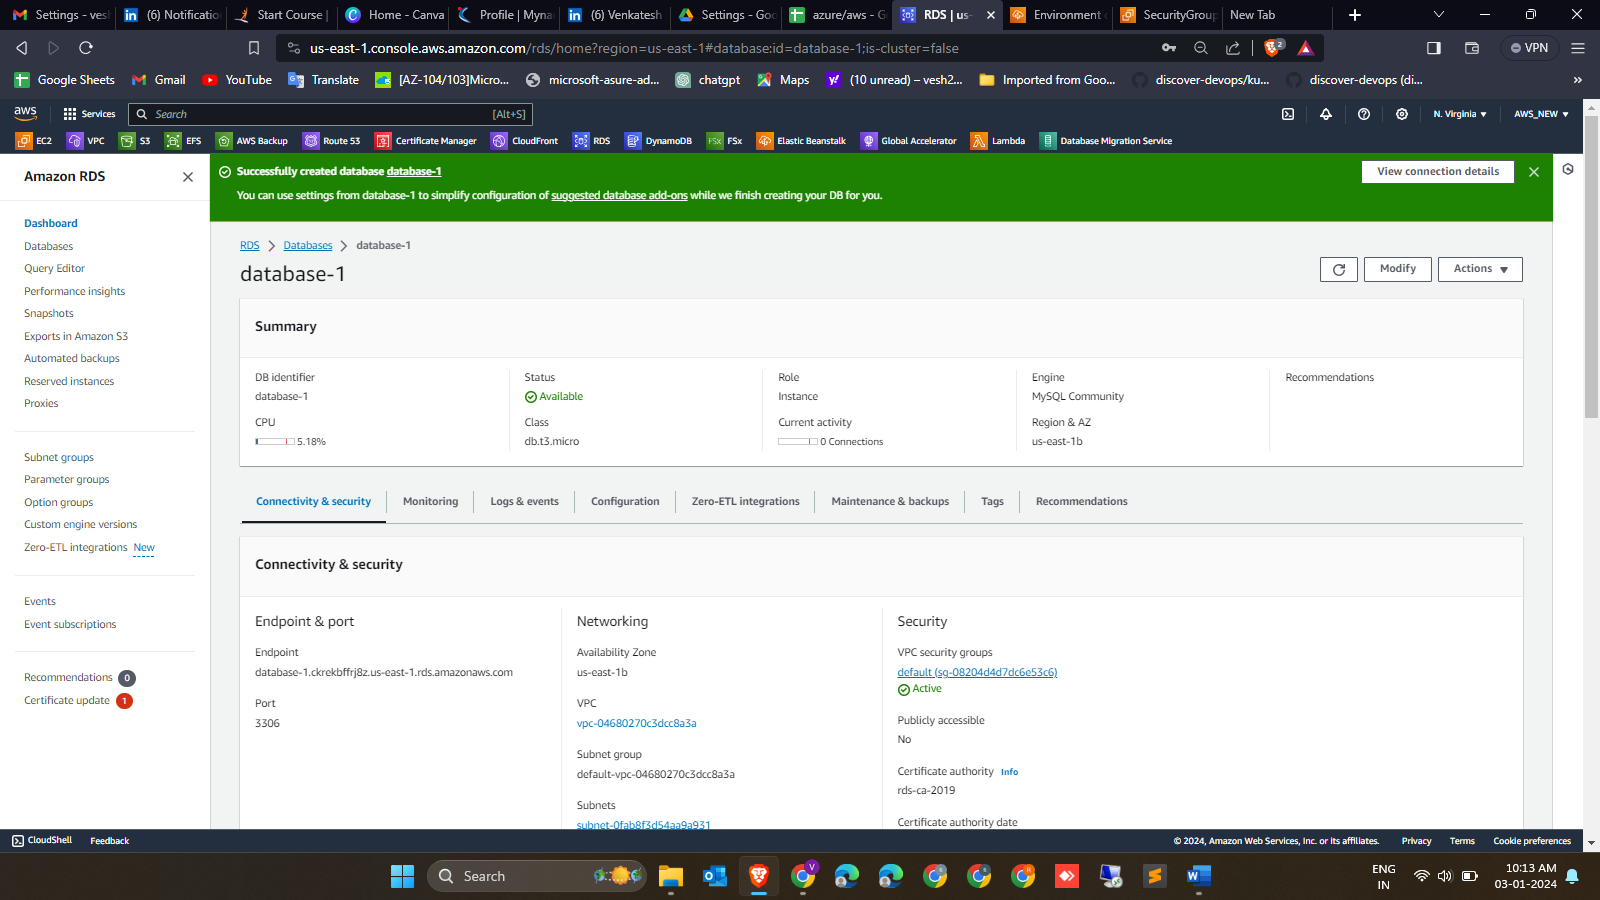 Settings - vesh
(6) Notificatio
Start Course |
Home - Canva
Profile | Mynar
(6) Venkatesh
Settings - Goo
azure/aws - G
RDS | us-
Environment
SecurityGroup
New Tab
us-east-1.console.aws.amazon.com/rds/home?region=us-east-1#database:id=database-1;is-cluster=false
2
VPN
Google Sheets
Gmail
YouTube
Translate
[AZ-104/103]Micro...
microsoft-asure-ad...
chatgpt
Maps
(10 unread) – vesh2...
Imported from Goo...
discover-devops/ku...
discover-devops (di...
aws
Services
Search
[Alt+S]
N. Virginia
AWS_NEW
EC2
VPC
S3
EFS
AWS Backup
Route 53
Certificate Manager
CloudFront
RDS
DynamoDB
FSx
Elastic Beanstalk
Global Accelerator
Lambda
Database Migration Service
Amazon RDS
Dashboard
Databases
Query Editor
Performance insights
Snapshots
Exports in Amazon S3
Automated backups
Reserved instances
Proxies
Subnet groups
Parameter groups
Option groups
Custom engine versions
Zero-ETL integrations New
Events
Event subscriptions
Recommendations 0
Certificate update 1
Successfully created database database-1
You can use settings from database-1 to simplify configuration of suggested database add-ons while we finish creating your DB for you.
View connection details
RDS
Databases
database-1
database-1
Modify
Actions
Summary
DB identifier
database-1
CPU
5.18%
Status
Available
Class
db.t3.micro
Role
Instance
Current activity
0 Connections
Engine
MySQL Community
Region & AZ
us-east-1b
Recommendations
Connectivity & security
Monitoring
Logs & events
Configuration
Zero-ETL integrations
Maintenance & backups
Tags
Recommendations
Connectivity & security
Endpoint & port
Endpoint
database-1.ckrekbffrj8z.us-east-1.rds.amazonaws.com
Port
3306
Networking
Availability Zone
us-east-1b
VPC
vpc-04680270c3dcc8a3a
Subnet group
default-vpc-04680270c3dcc8a3a
Subnets
subnet-0fab8f3d54aa9a931
Security
VPC security groups
default (sg-08204d4d7dc6e53c6)
Active
Publicly accessible
No
Certificate authority Info
rds-ca-2019
Certificate authority date
CloudShell
Feedback
© 2024, Amazon Web Services, Inc. or its affiliates.
Privacy
Terms
Cookie preferences
Search
ENG
IN
10:13 AM
03-01-2024